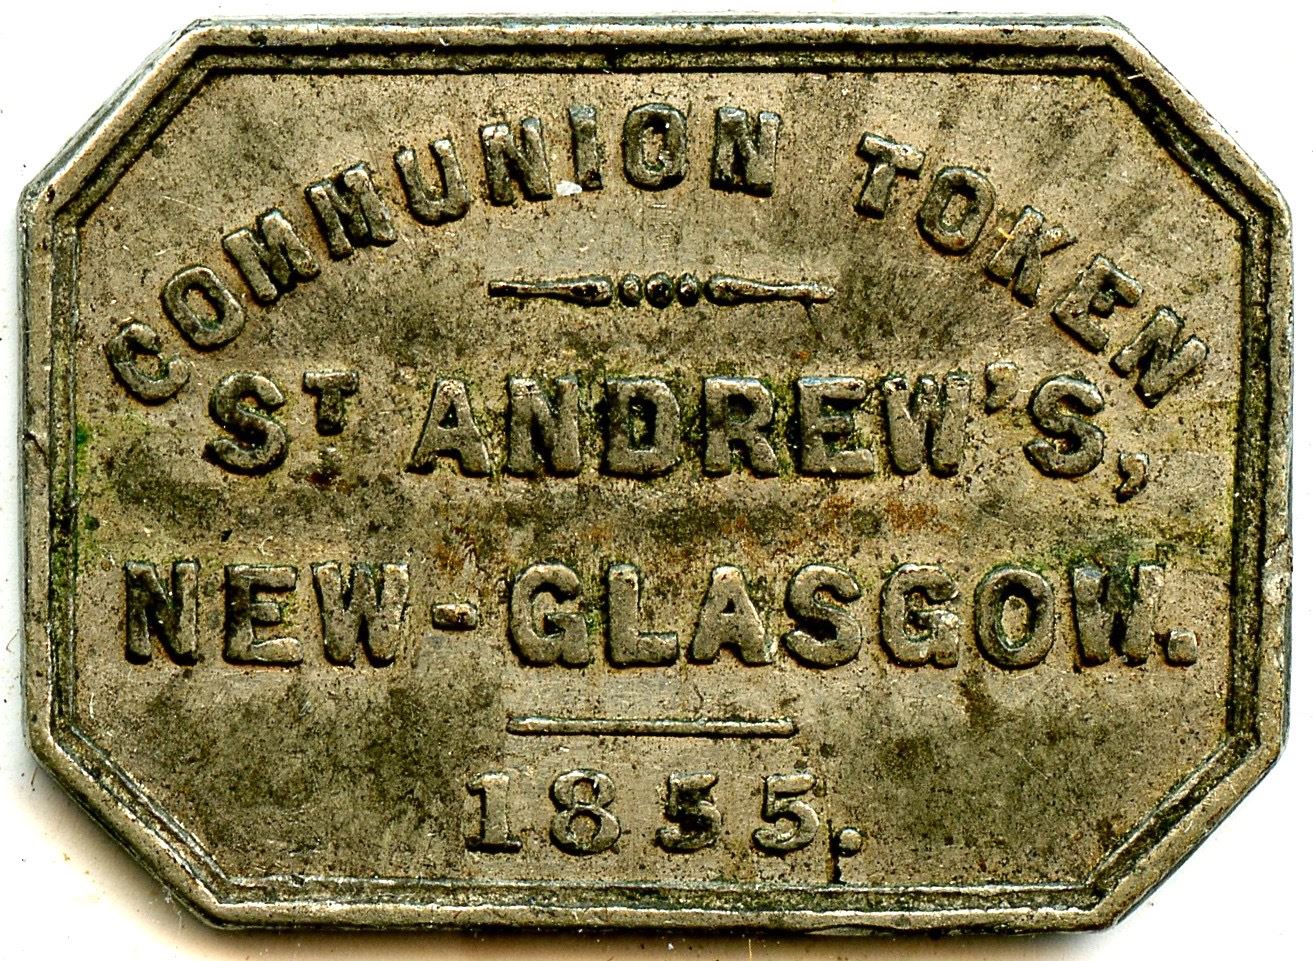 COMMUNION TOKEN
ST ANDREW'S,
NEW-GLASGOW.
1855.